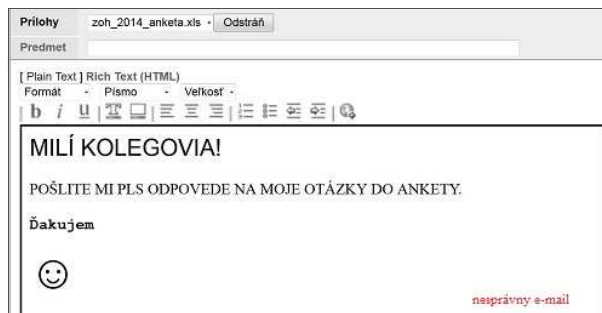 Prílohy zoh_2014_anketa.xls - Odstráň
Predmet
[ Plain Text ] Rich Text (HTML)
Formát - Písmo - Veľkosť -
b i u T
MILÍ KOLEGOVIA!
POŠLITE MI PLS ODPOVEDE NA MOJE OTÁZKY DO ANKETY.
Ďakujem
nesprávny e-mail